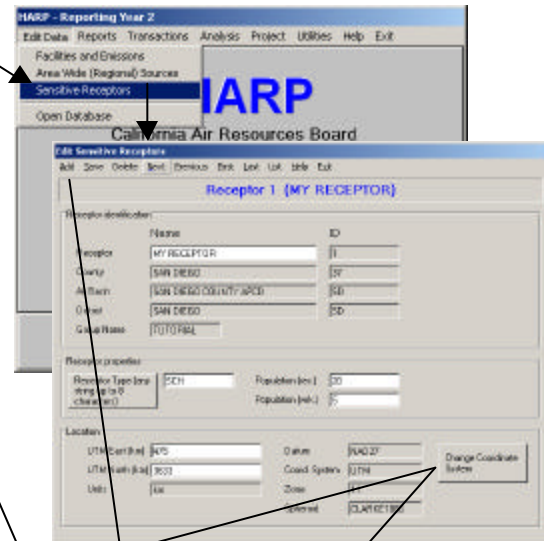 HARP - Reporting Year 2
Edit Data Reports Transactions Analysis Project Utilities Help Exit
Facilities and Emissions
Area Wide (Regional) Sources
Sensitive Receptors
Open Database
HARP
California Air Resources Board
Edit Sensitive Receptors
Add Save Delete Next Previous First Last List Help Exit
Receptor 1 (MY RECEPTOR)
Receptor identification
Name ID
Receptor MY RECEPTOR 1
County SAN DIEGO 37
Air Basin SAN DIEGO COUNTY APCD SD
District SAN DIEGO SD
Group Name TUTORIAL
Receptor properties
Receptor Type (any string up to 8 characters) SCH Population (res.) 20
Population (wrk.) 5
Location
UTM East (km) 475 Datum NAD27
UTM North (km) 3633 Coord. System UTM
Units km Zone 11
Spheroid
Change Coordinate System